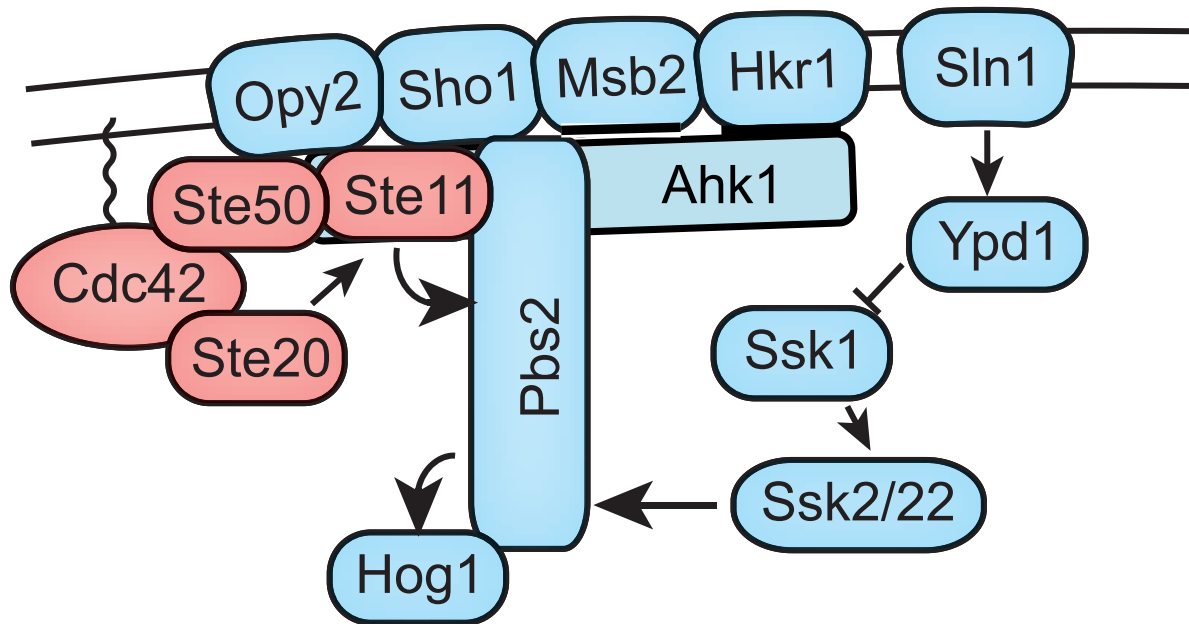 Opy2
Sho1
Msb2
Hkr1
Sln1
Ste50
Ste11
Ahk1
Ypd1
Cdc42
Ste20
Pbs2
Ssk1
Ssk2/22
Hog1